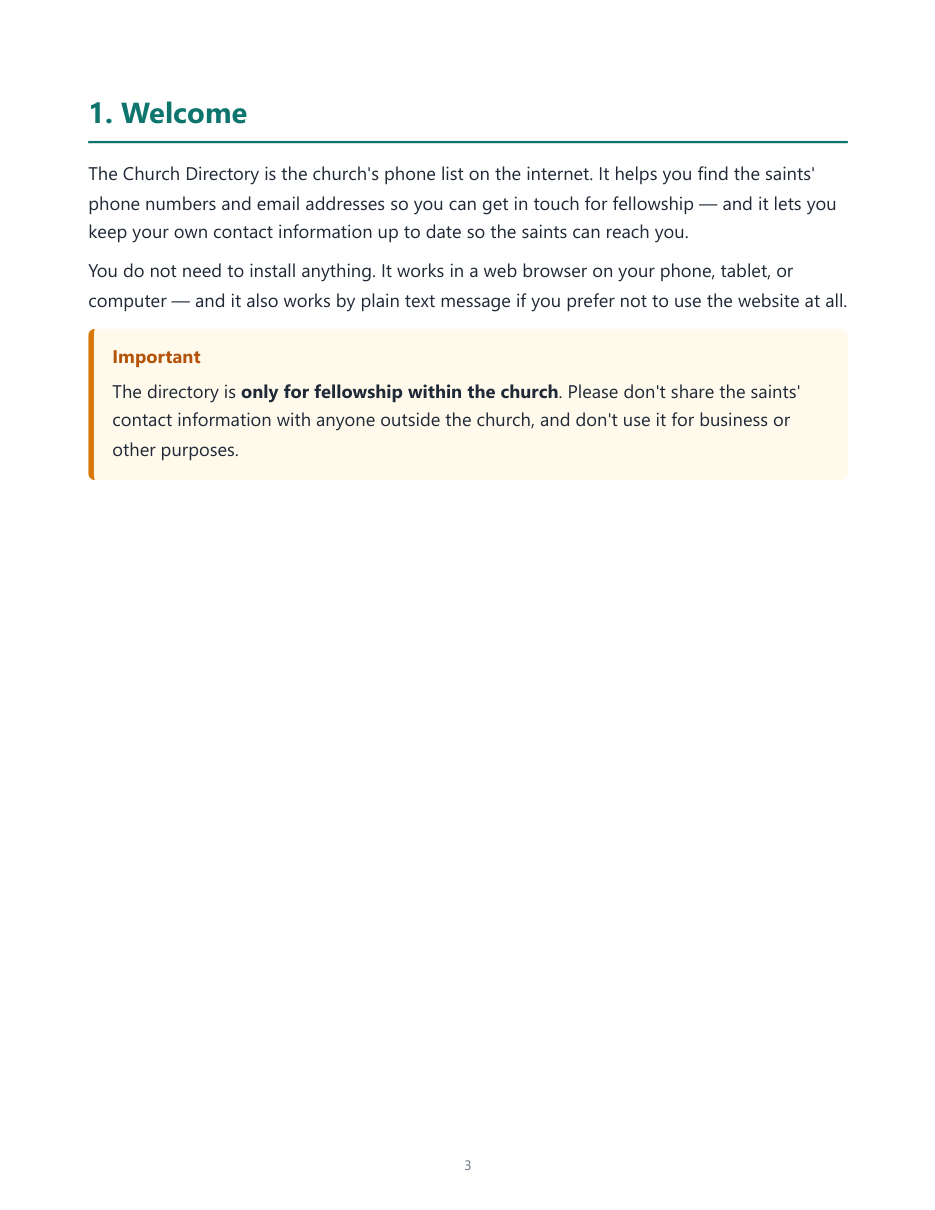 1. Welcome
The Church Directory is the church's phone list on the internet. It helps you find the saints'
phone numbers and email addresses so you can get in touch for fellowship — and it lets you
keep your own contact information up to date so the saints can reach you.
You do not need to install anything. It works in a web browser on your phone, tablet, or
computer — and it also works by plain text message if you prefer not to use the website at all.
Important
The directory is only for fellowship within the church. Please don't share the saints'
contact information with anyone outside the church, and don't use it for business or
other purposes.
3